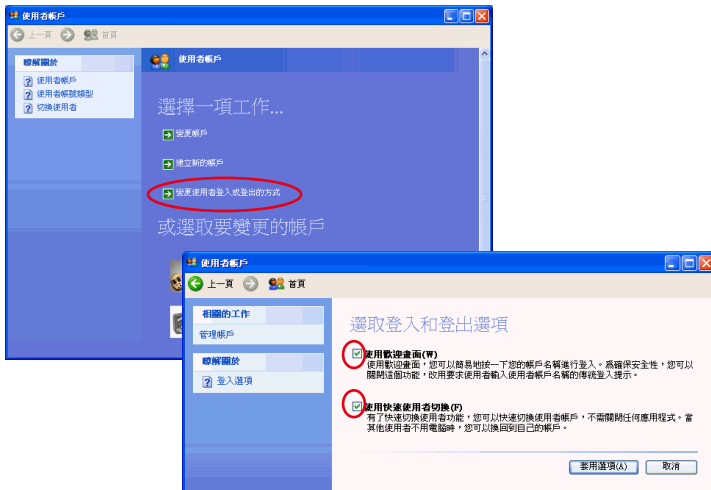 使用者帳戶
上一頁 首頁
瞭解關於
使用者帳戶
使用者帳號類型
切換使用者
使用者帳戶
選擇一項工作...
變更帳戶
建立新的帳戶
變更使用者登入或登出的方式
或選取要變更的帳戶
使用者帳戶
上一頁 首頁
相關的工作
管理帳戶
瞭解關於
登入選項
選取登入和登出選項
使用歡迎畫面(W)
使用歡迎畫面，您可以簡易地按一下您的帳戶名稱進行登入。為確保安全性，您可以
關閉這個功能，改用要求使用者輸入使用者帳戶名稱的傳統登入提示。
使用快速使用者切換(F)
有了快速切換使用者功能，您可以快速切換使用者帳戶，不需關閉任何應用程式。當
其他使用者不用電腦時，您可以換回到自己的帳戶。
套用選項(A) 取消